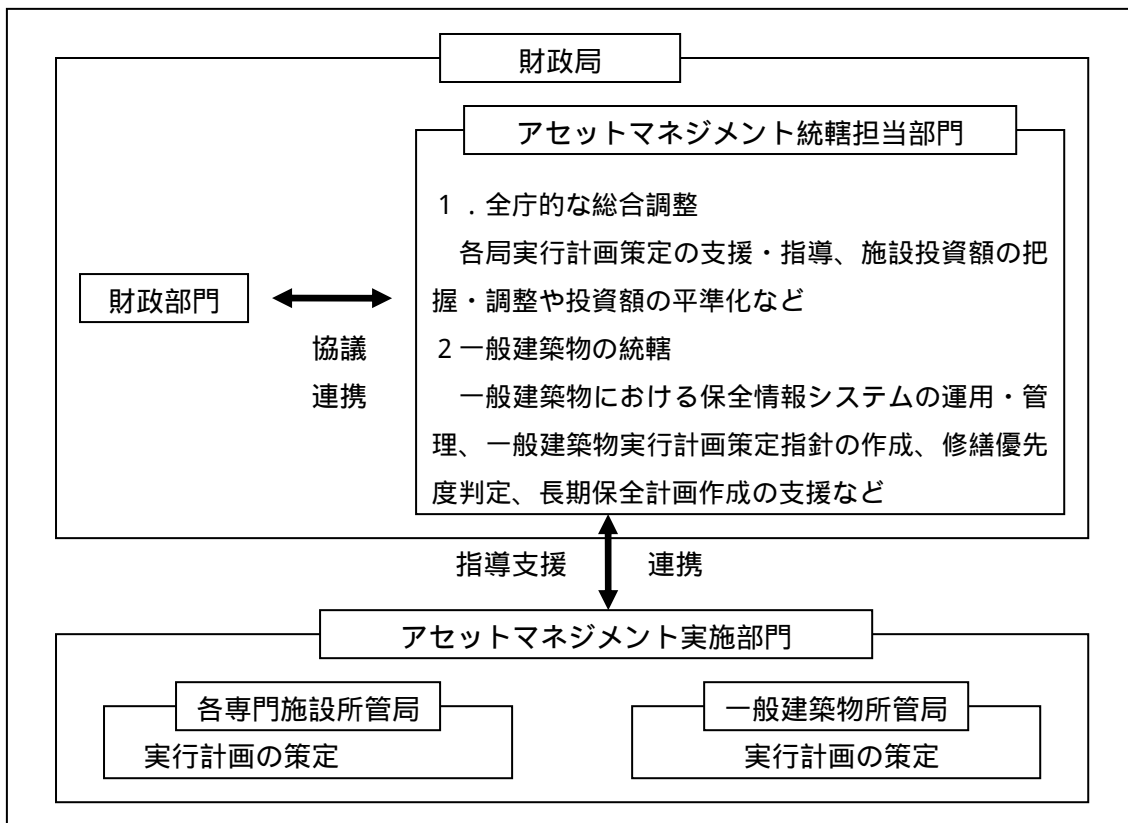 財政局
アセットマネジメント統轄担当部門
1．全庁的な総合調整
各局実行計画策定の支援・指導、施設投資額の把
握・調整や投資額の平準化など
2一般建築物の統轄
一般建築物における保全情報システムの運用・管
理、一般建築物実行計画策定指針の作成、修繕優先
度判定、長期保全計画作成の支援など
財政部門
協議
連携
指導支援
連携
アセットマネジメント実施部門
各専門施設所管局
実行計画の策定
一般建築物所管局
実行計画の策定